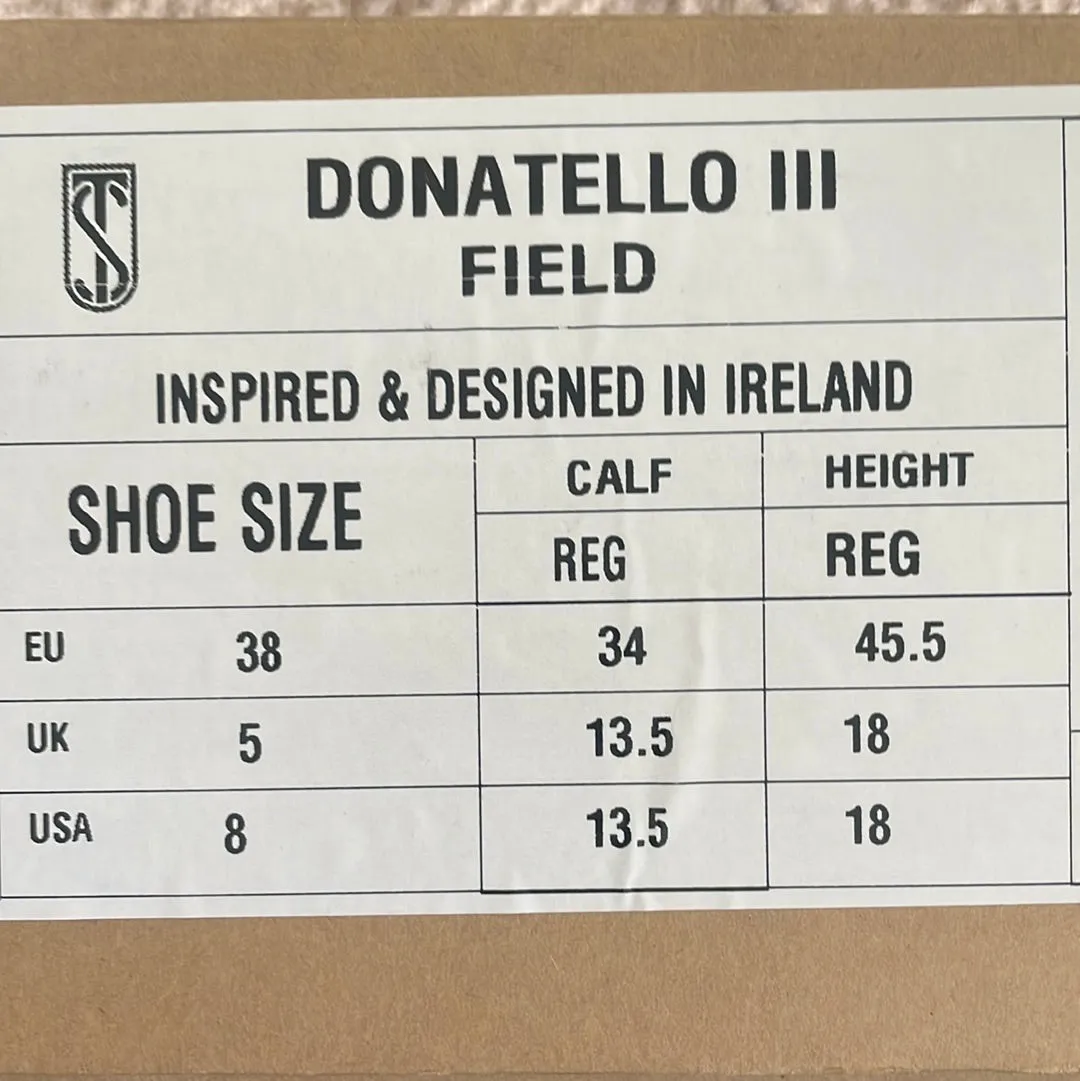 TS
DONATELLO III
FIELD
INSPIRED & DESIGNED IN IRELAND
SHOE SIZE
CALF HEIGHT
REG REG
EU 38 34 45.5
UK 5 13.5 18
USA 8 13.5 18